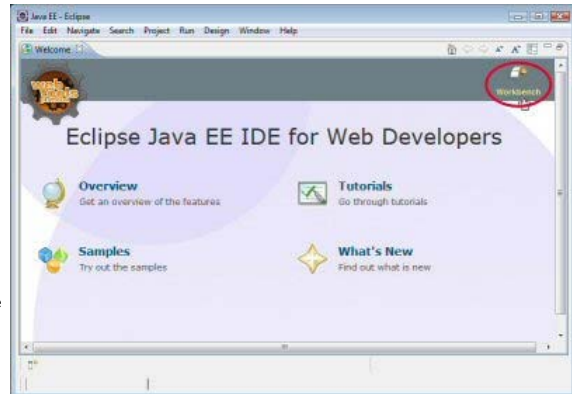 Java EE - Eclipse
File Edit Navigate Search Project Run Design Window Help
Welcome
web tools
Workbench
Eclipse Java EE IDE for Web Developers
Overview
Get an overview of the features
Tutorials
Go through tutorials
Samples
Try out the samples
What's New
Find out what is new
e